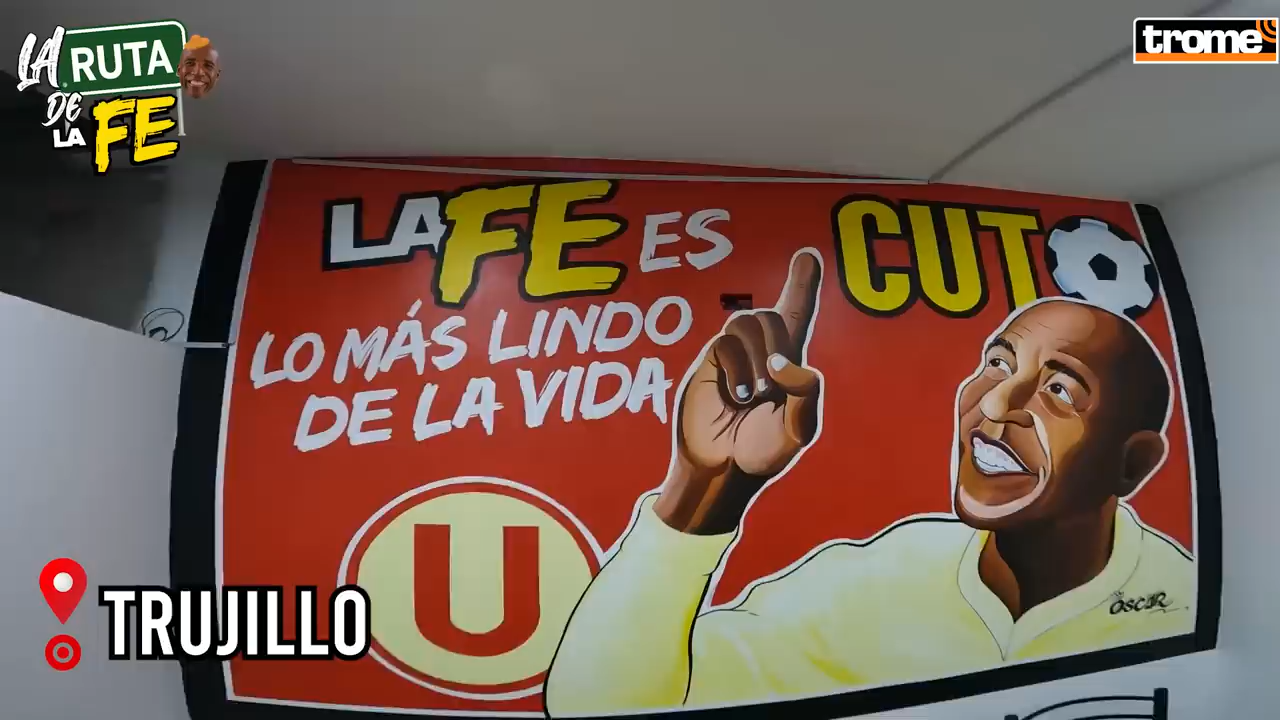 LA RUTA
DE
LA FE
trome
LA FE ES
LO MÁS LINDO
DE LA VIDA
CUTO
U
OSCAR
TRUJILLO